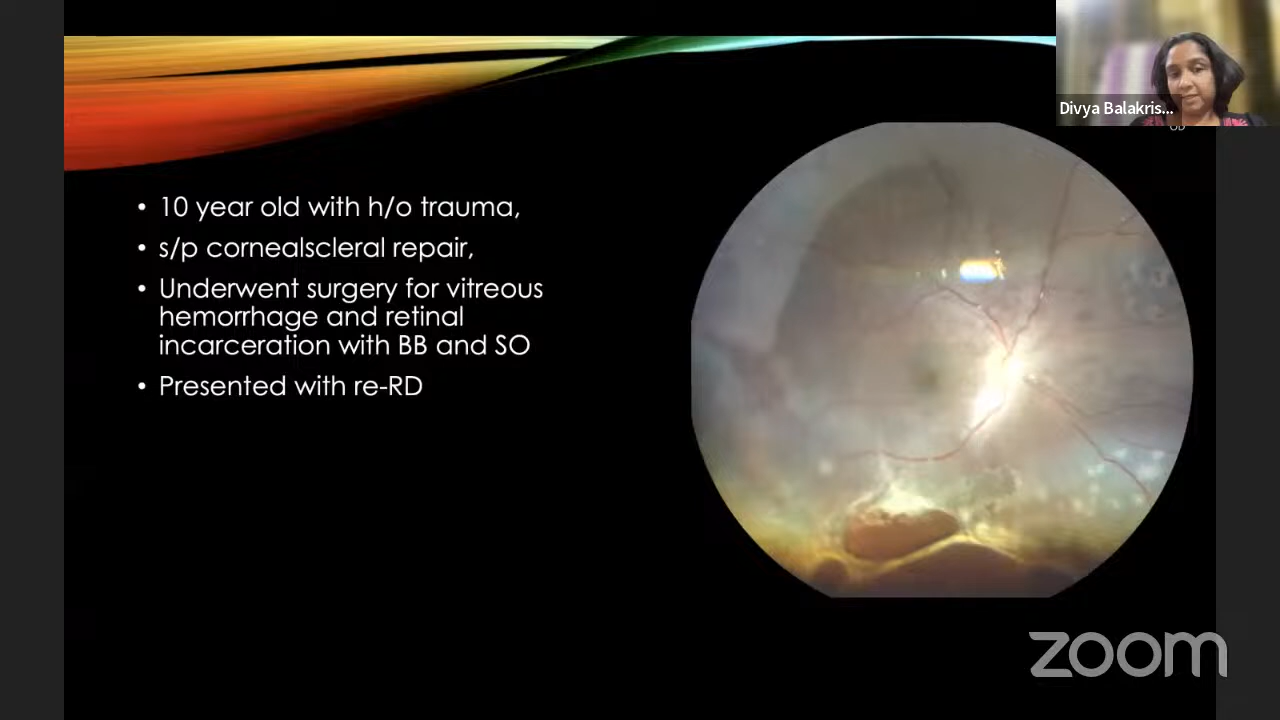 Divya Balakris...
OD
• 10 year old with h/o trauma,
• s/p cornealscleral repair,
• Underwent surgery for vitreous
hemorrhage and retinal
incarceration with BB and SO
• Presented with re-RD
zoom